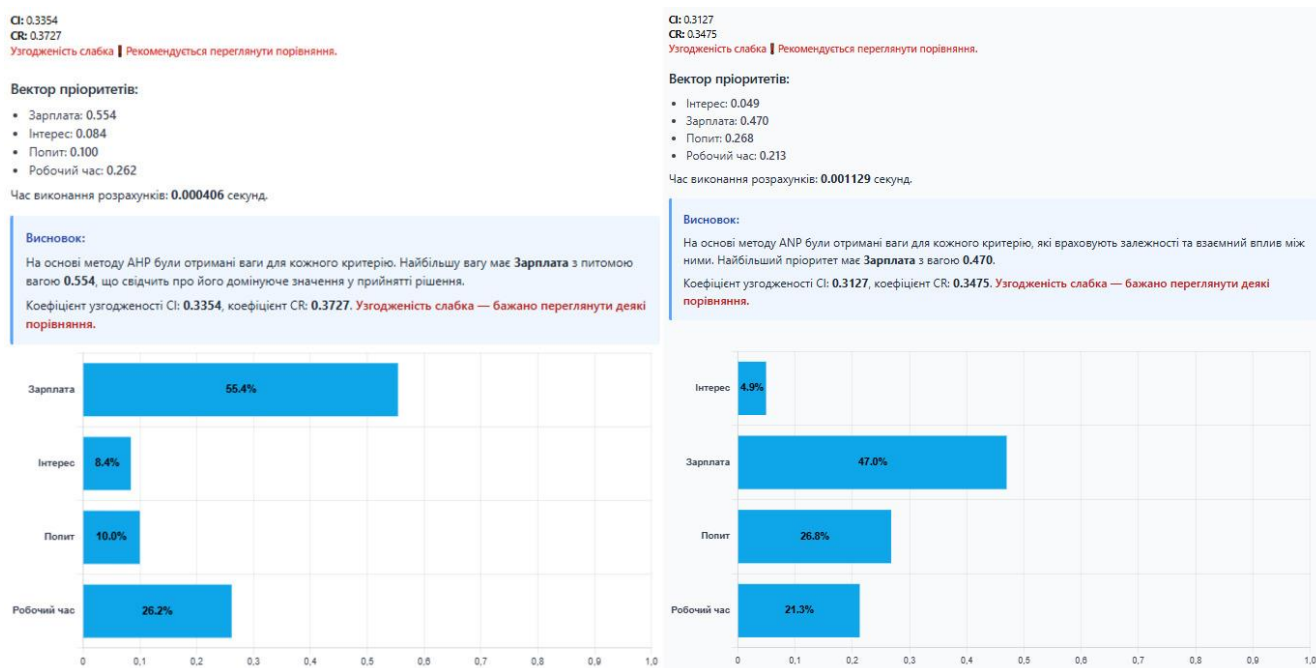 CI: 0.3354
CR: 0.3727
Узгодженість слабка ❗ Рекомендується переглянути порівняння.
Вектор пріоритетів:
• Зарплата: 0.554
• Інтерес: 0.084
• Попит: 0.100
• Робочий час: 0.262
Час виконання розрахунків: 0.000406 секунд.
Висновок:
На основі методу AHP були отримані ваги для кожного критерію. Найбільшу вагу має Зарплата з питомою
вагою 0.554, що свідчить про його домінуюче значення у прийнятті рішення.
Коефіцієнт узгодженості CI: 0.3354, коефіцієнт CR: 0.3727. Узгодженість слабка — бажано переглянути деякі
порівняння.
Зарплата
55.4%
Інтерес
8.4%
Попит
10.0%
Робочий час
26.2%
0 0,1 0,2 0,3 0,4 0,5 0,6 0,7 0,8 0,9 1,0
CI: 0.3127
CR: 0.3475
Узгодженість слабка ❗ Рекомендується переглянути порівняння.
Вектор пріоритетів:
• Інтерес: 0.049
• Зарплата: 0.470
• Попит: 0.268
• Робочий час: 0.213
Час виконання розрахунків: 0.001129 секунд.
Висновок:
На основі методу ANP були отримані ваги для кожного критерію, які враховують залежності та взаємний вплив між
ними. Найбільший пріоритет має Зарплата з вагою 0.470.
Коефіцієнт узгодженості CI: 0.3127, коефіцієнт CR: 0.3475. Узгодженість слабка — бажано переглянути деякі
порівняння.
Інтерес
4.9%
Зарплата
47.0%
Попит
26.8%
Робочий час
21.3%
0 0,1 0,2 0,3 0,4 0,5 0,6 0,7 0,8 0,9 1,0